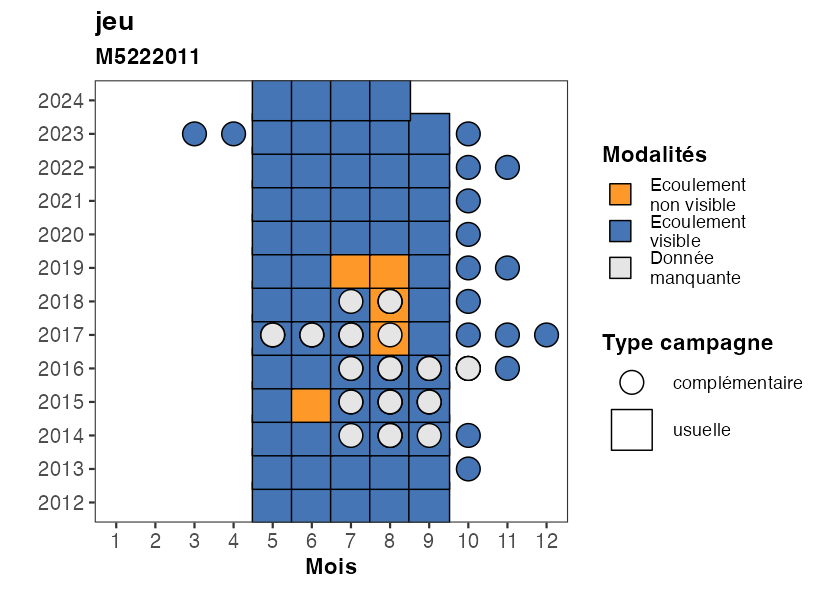 jeu
M5222011
2024
2023
2022
2021
2020
2019
2018
2017
2016
2015
2014
2013
2012
1 2 3 4 5 6 7 8 9 10 11 12
Mois
Modalités
Ecoulement
non visible
Ecoulement
visible
Donnée
manquante
Type campagne
complémentaire
usuelle